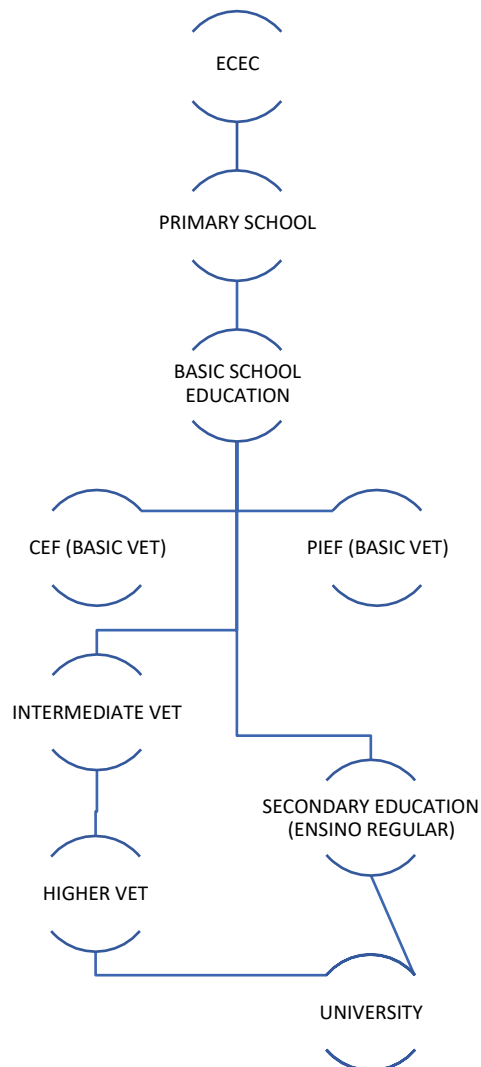 ECEC
PRIMARY SCHOOL
BASIC SCHOOL
EDUCATION
CEF (BASIC VET)
PIEF (BASIC VET)
INTERMEDIATE VET
SECONDARY EDUCATION
(ENSINO REGULAR)
HIGHER VET
UNIVERSITY